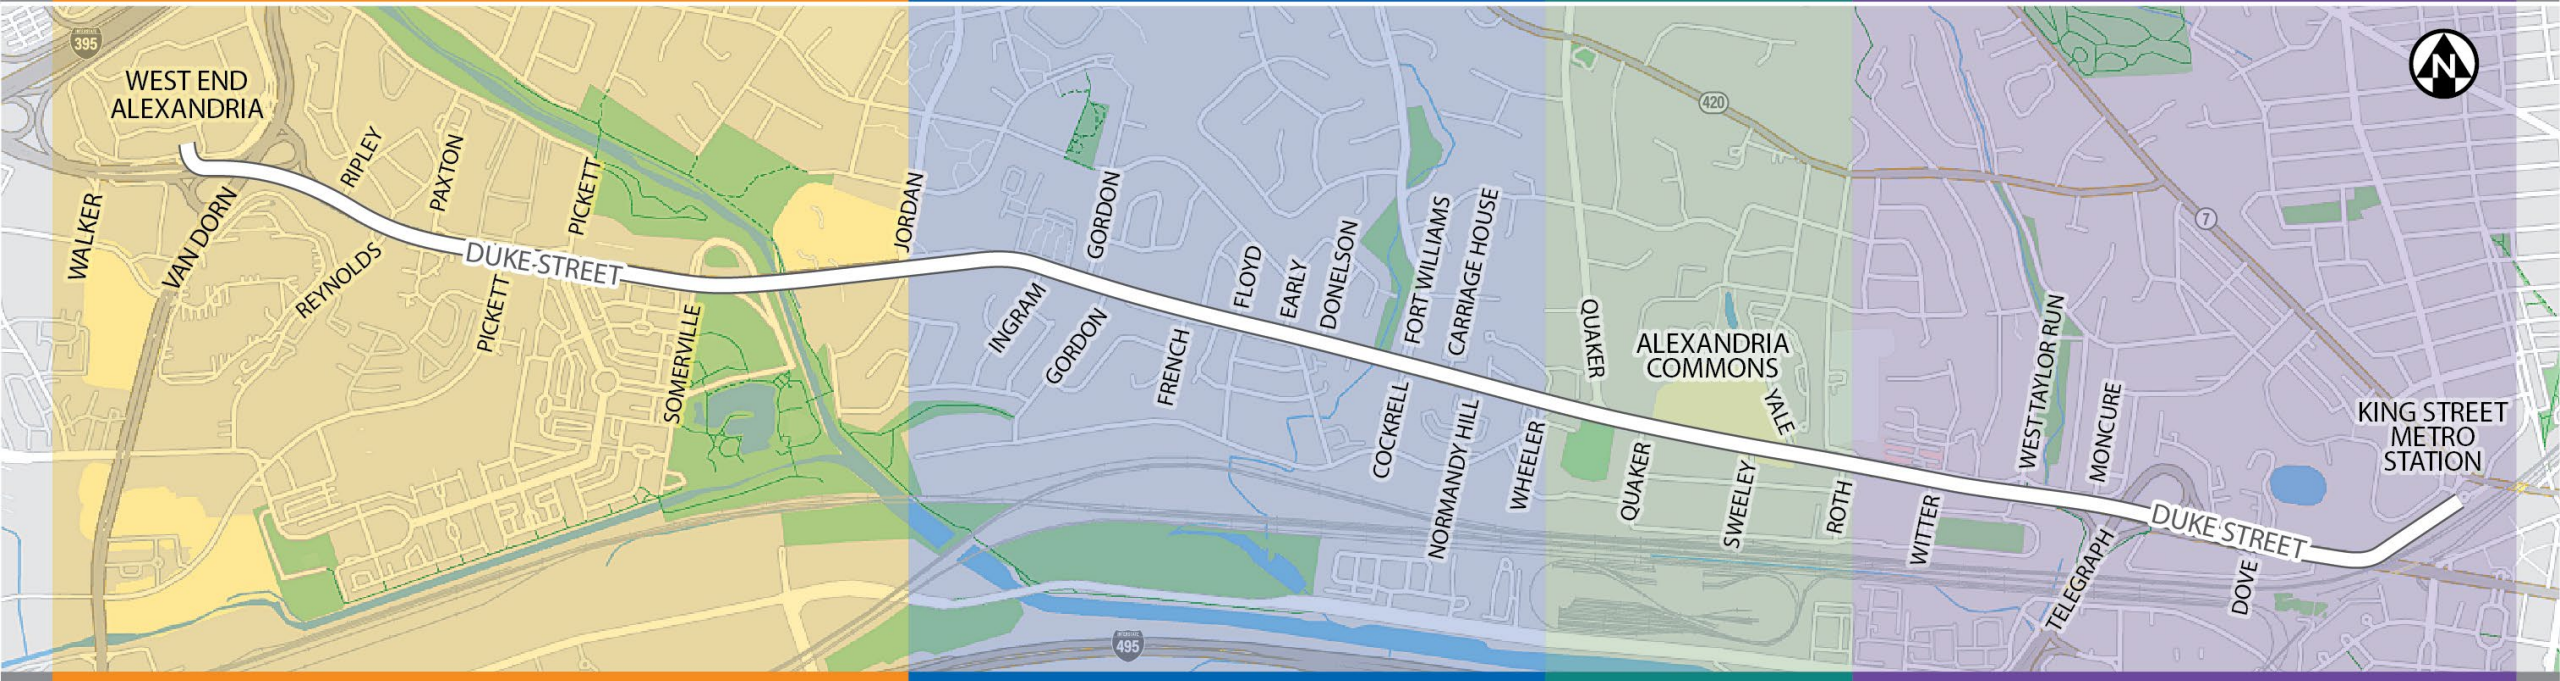 INTERSTATE
395
WEST END
ALEXANDRIA
WALKER
VAN DORN
RIPLEY
REYNOLDS
PAXTON
DUKE STREET
PICKETT
PICKETT
SOMERVILLE
JORDAN
INGRAM
GORDON
GORDON
FRENCH
FLOYD
EARLY
DONELSON
FORT WILLIAMS
CARRIAGE HOUSE
COCKRELL
NORMANDY HILL
WHEELER
INTERSTATE
495
420
QUAKER
QUAKER
ALEXANDRIA
COMMONS
YALE
SWEELEY
ROTH
WITTER
WEST TAYLOR RUN
MONCURE
TELEGRAPH
DUKE STREET
DOVE
7
N
KING STREET
METRO
STATION